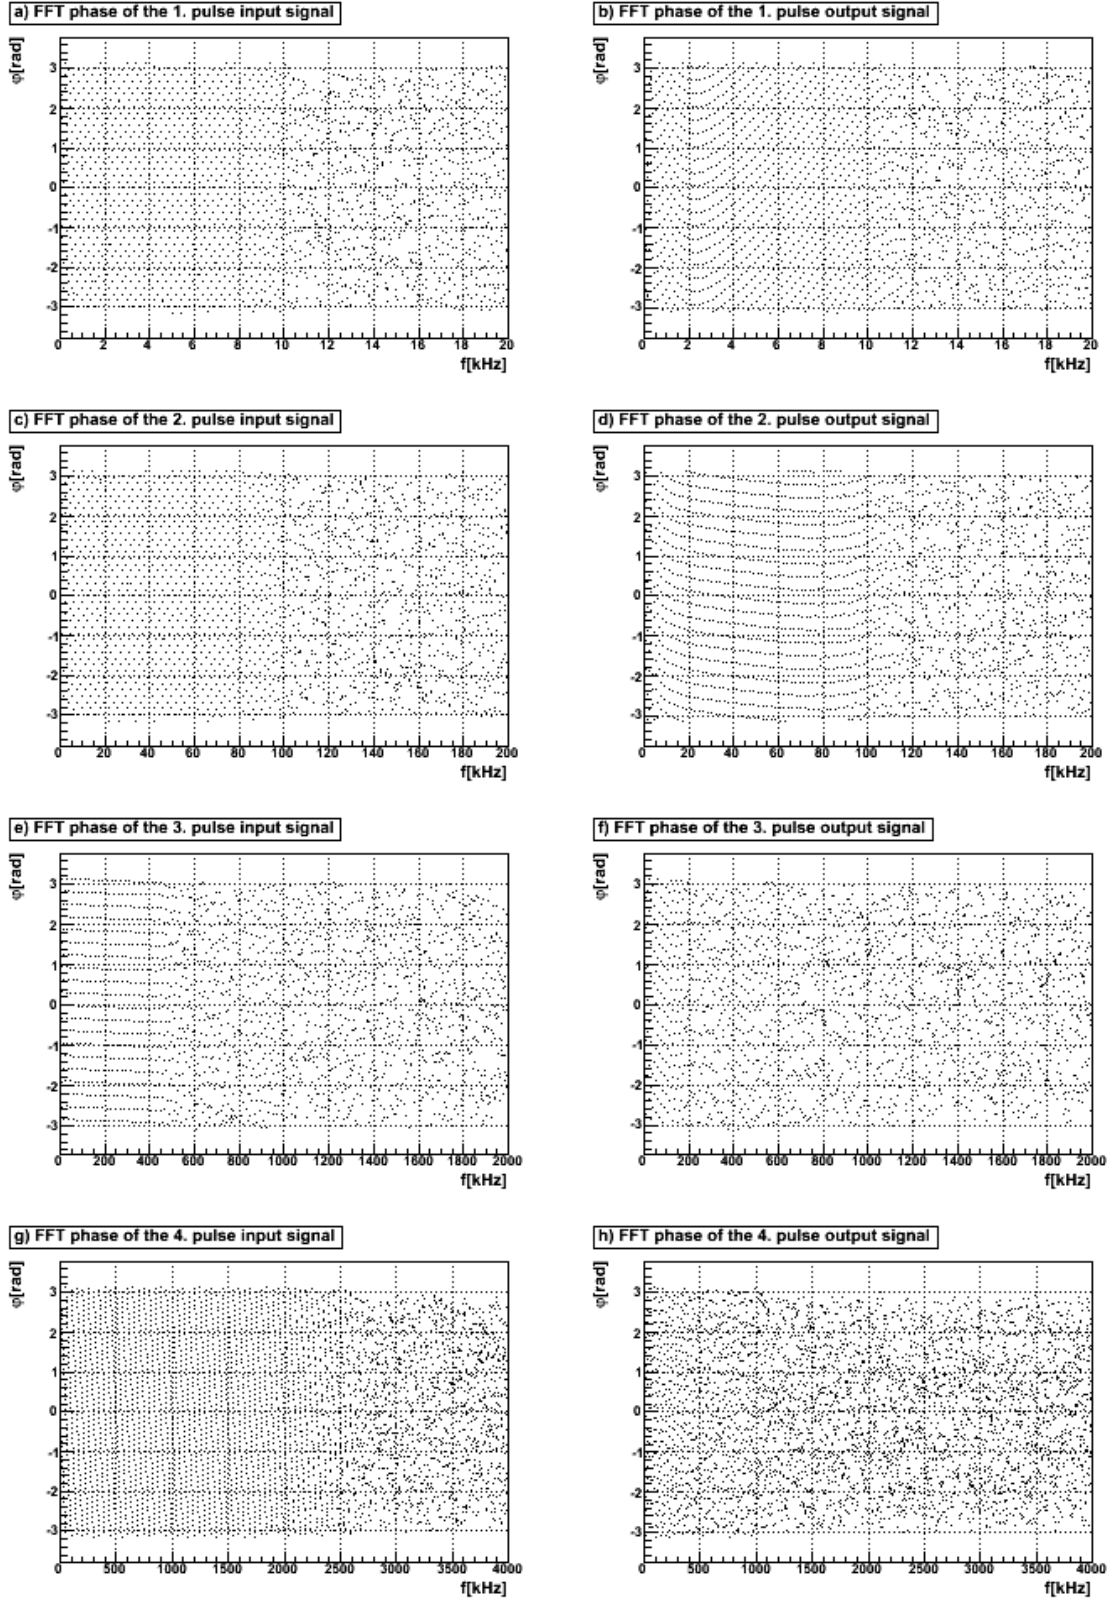 a) FFT phase of the 1. pulse input signal
φ[rad]
3
2
1
0
-1
-2
-3
0 2 4 6 8 10 12 14 16 18 20
f[kHz]
b) FFT phase of the 1. pulse output signal
φ[rad]
3
2
1
0
-1
-2
-3
0 2 4 6 8 10 12 14 16 18 20
f[kHz]
c) FFT phase of the 2. pulse input signal
φ[rad]
3
2
1
0
-1
-2
-3
0 20 40 60 80 100 120 140 160 180 200
f[kHz]
d) FFT phase of the 2. pulse output signal
φ[rad]
3
2
1
0
-1
-2
-3
0 20 40 60 80 100 120 140 160 180 200
f[kHz]
e) FFT phase of the 3. pulse input signal
φ[rad]
3
2
1
0
-1
-2
-3
0 200 400 600 800 1000 1200 1400 1600 1800 2000
f[kHz]
f) FFT phase of the 3. pulse output signal
φ[rad]
3
2
1
0
-1
-2
-3
0 200 400 600 800 1000 1200 1400 1600 1800 2000
f[kHz]
g) FFT phase of the 4. pulse input signal
φ[rad]
3
2
1
0
-1
-2
-3
0 500 1000 1500 2000 2500 3000 3500 4000
f[kHz]
h) FFT phase of the 4. pulse output signal
φ[rad]
3
2
1
0
-1
-2
-3
0 500 1000 1500 2000 2500 3000 3500 4000
f[kHz]